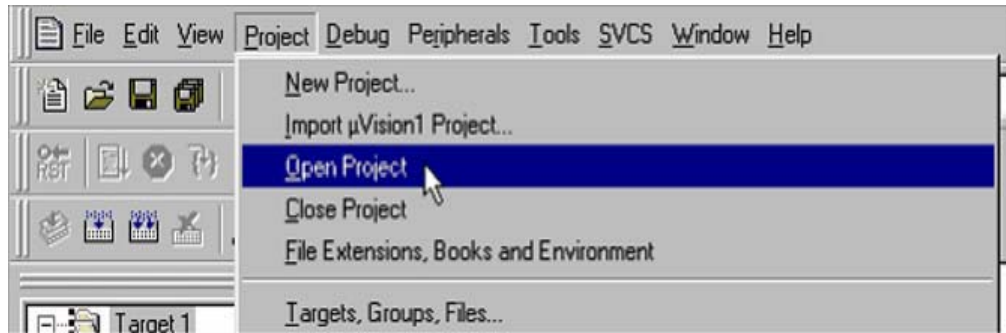 File Edit View Project Debug Peripherals Tools SVCS Window Help
New Project...
Import µVision1 Project...
RST
Open Project
Close Project
File Extensions, Books and Environment
Target 1
Targets, Groups, Files...